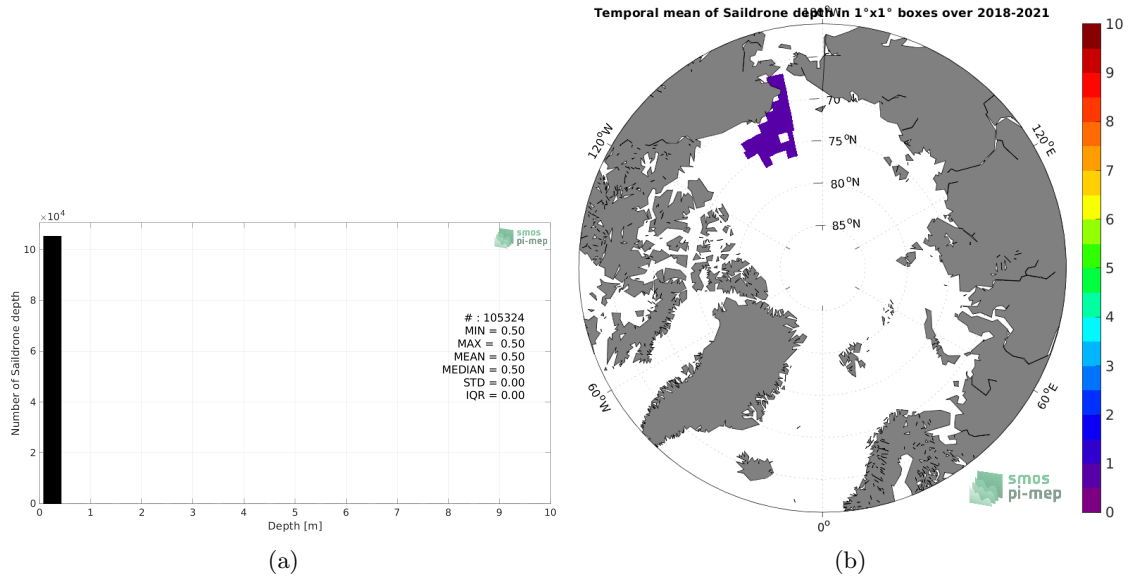 Temporal mean of Saildrone depth in 1°x1° boxes over 2018-2021
180°W
×10⁴
10
8
6
4
2
0
Number of Saildrone depth
smos
pi-mep
# : 105324
MIN = 0.50
MAX = 0.50
MEAN = 0.50
MEDIAN = 0.50
STD = 0.00
IQR = 0.00
0 1 2 3 4 5 6 7 8 9 10
Depth [m]
(a)
70°N
75°N
80°N
85°N
120°W
120°E
60°W
60°E
0°
smos
pi-mep
10
9
8
7
6
5
4
3
2
1
0
(b)